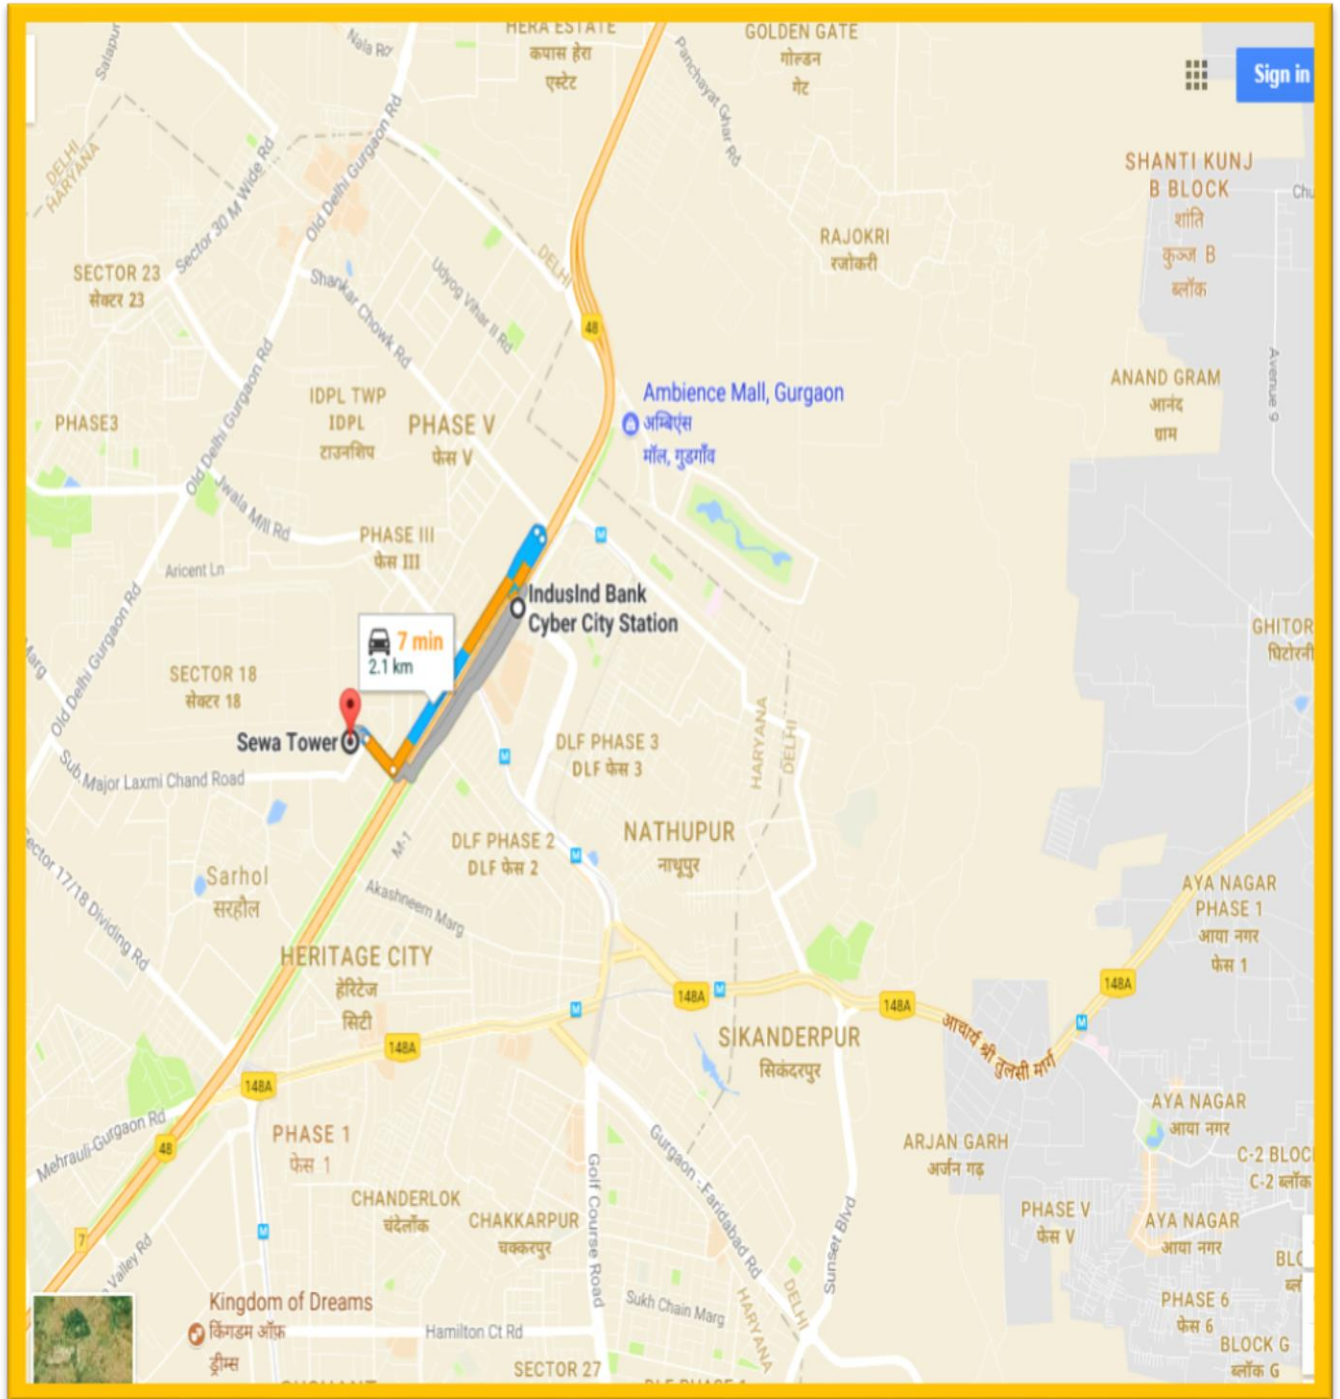 HERA ESTATE
कपास हेरा
एस्टेट
GOLDEN GATE
गोल्डन
गेट
Sign in
Nala Rd
Salapur
Panchayat Ghar Rd
DELHI
HARYANA
Sector 30 M Wide Rd
Old Delhi Gurgaon Rd
SHANTI KUNJ
B BLOCK
शांति
कुञ्ज B
ब्लॉक
RAJOKRI
रजोकरी
SECTOR 23
सेक्टर 23
Shankar Chowk Rd
Udyog Vihar II Rd
DELHI
48
Old Delhi Gurgaon Rd
IDPL TWP
IDPL
टाउनशिप
PHASE V
फेस V
PHASE3
Ambience Mall, Gurgaon
अम्बिएंस
मॉल, गुडगाँव
ANAND GRAM
आनंद
ग्राम
Avenue 9
Jwala Mill Rd
PHASE III
फेस III
M
Aricent Ln
IndusInd Bank
Cyber City Station
7 min
2.1 km
Old Delhi Gurgaon Rd
Marg
SECTOR 18
सेक्टर 18
Sewa Tower
Sub.Major Laxmi Chand Road
M
DLF PHASE 3
DLF फेस 3
HARYANA
DELHI
M-1
DLF PHASE 2
DLF फेस 2
M
NATHUPUR
नाथूपुर
Sarhol
सरहौल
ector 17/18 Dividing Rd
Akashneem Marg
HERITAGE CITY
हेरिटेज
सिटी
AYA NAGAR
PHASE 1
आया नगर
फेस 1
148A
148A
M
148A
M
148A
M
148A
SIKANDERPUR
सिकंदरपुर
आचार्य श्री तुलसी मार्ग
Mehrauli-Gurgaon Rd
48
PHASE 1
फेस 1
AYA NAGAR
आया नगर
ARJAN GARH
अर्जन गढ़
C-2 BLOC
C-2 ब्लॉक
CHANDERLOK
चंदेर्लोक
CHAKKARPUR
चक्करपुर
Golf Course Road
Gurgaon - Faridabad Rd
Sunset Blvd
PHASE V
फेस V
AYA NAGAR
आया नगर
7
M
Valley Rd
Kingdom of Dreams
किंगडम ऑफ़
ड्रीम्स
Hamilton Ct Rd
Sukh Chain Marg
HARYANA
DELHI
PHASE 6
फेस 6
BLOCK G
ब्लॉक G
SECTOR 27